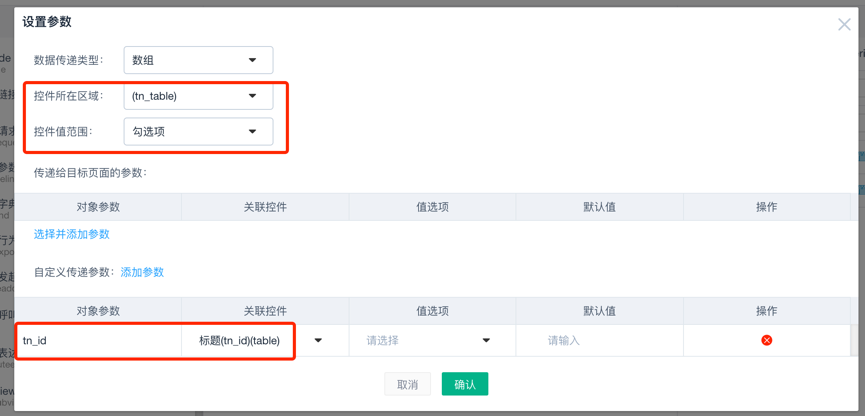 设置参数
数据传递类型： 数组
控件所在区域： (tn_table)
控件值范围： 勾选项
传递给目标页面的参数：
对象参数 关联控件 值选项 默认值 操作
选择并添加参数
自定义传递参数： 添加参数
对象参数 关联控件 值选项 默认值 操作
tn_id 标题(tn_id)(table) 请选择 请输入
取消 确认